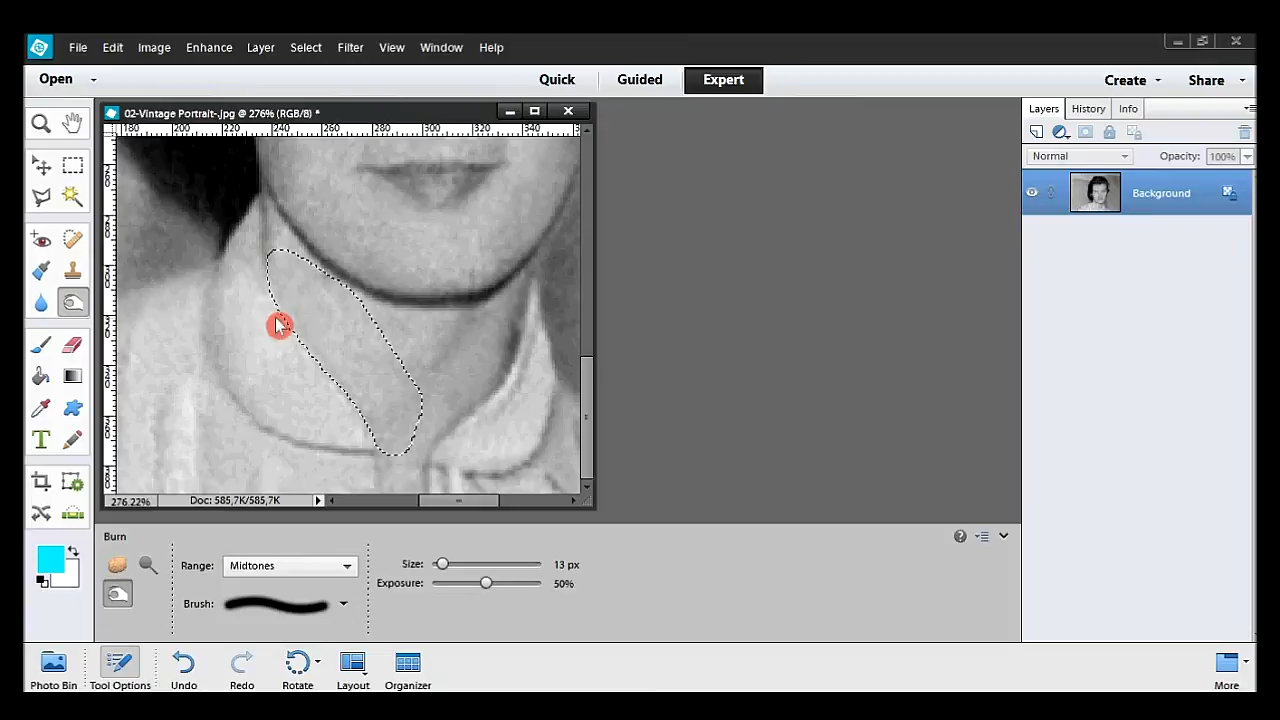 File Edit Image Enhance Layer Select Filter View Window Help
Open Quick Guided Expert Create Share
02-Vintage Portrait-.jpg @ 276% (RGB/8) *
Layers History Info
180 200 220 240 260 280 300 320 340
Normal Opacity: 100%
Background
276 22% Doc: 585,7K/585,7K
Burn
Range: Midtones Size: 13 px
Exposure: 50%
Brush:
Photo Bin Tool Options Undo Redo Rotate Layout Organizer More